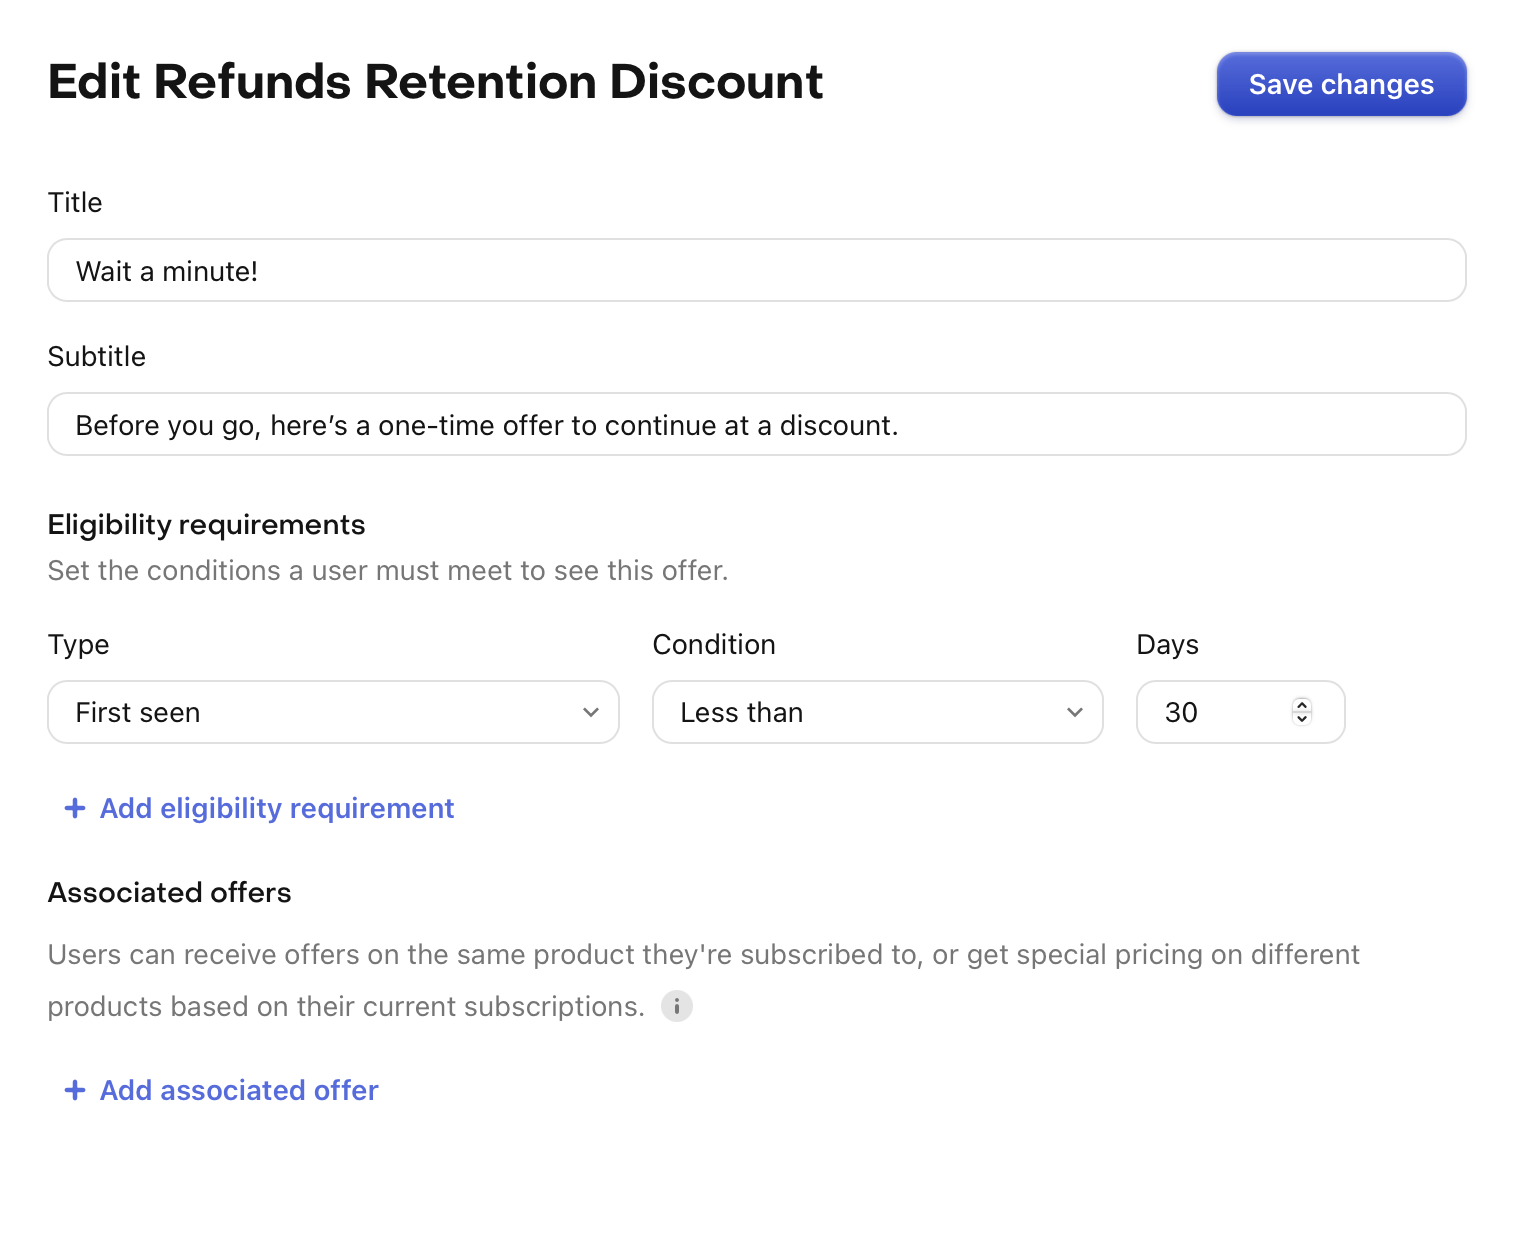 Edit Refunds Retention Discount
Save changes
Title
Wait a minute!
Subtitle
Before you go, here’s a one-time offer to continue at a discount.
Eligibility requirements
Set the conditions a user must meet to see this offer.
Type
Condition
Days
First seen
Less than
30
+ Add eligibility requirement
Associated offers
Users can receive offers on the same product they're subscribed to, or get special pricing on different
products based on their current subscriptions.
+ Add associated offer